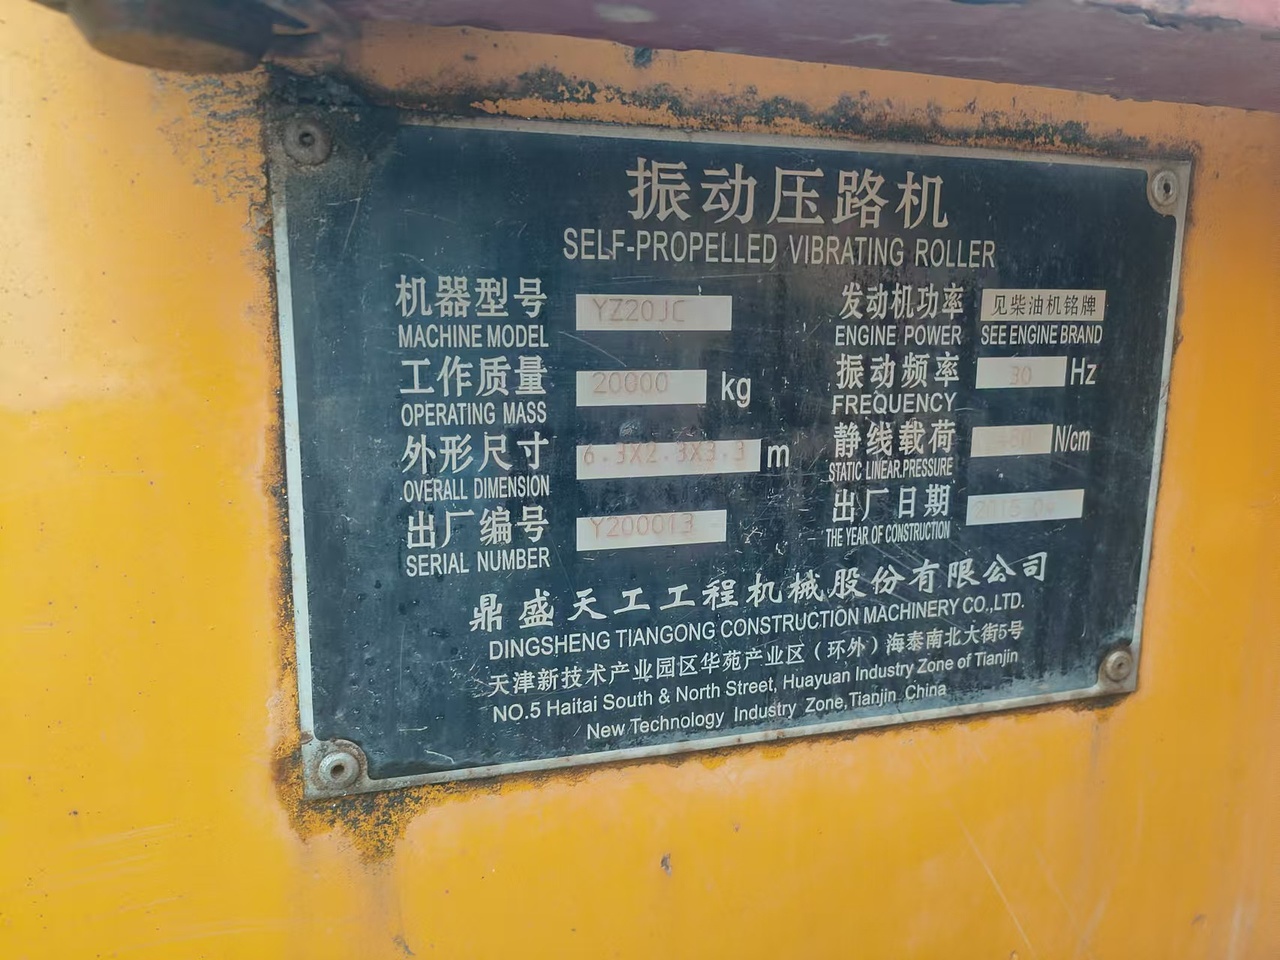 振动压路机
SELF-PROPELLED VIBRATING ROLLER
机器型号 YZ20JC
MACHINE MODEL
工作质量 20000 kg
OPERATING MASS
外形尺寸 6.3X2.3X3.3 m
OVERALL DIMENSION
出厂编号 Y200013
SERIAL NUMBER
发动机功率 见柴油机铭牌
ENGINE POWER SEE ENGINE BRAND
振动频率 30 Hz
FREQUENCY
静线载荷 N/cm
STATIC LINEAR.PRESSURE
出厂日期
THE YEAR OF CONSTRUCTION
鼎盛天工工程机械股份有限公司
DINGSHENG TIANGONG CONSTRUCTION MACHINERY CO.,LTD.
天津新技术产业园区华苑产业区（环外）海泰南北大街5号
NO.5 Haitai South & North Street, Huayuan Industry Zone of Tianjin
New Technology Industry Zone,Tianjin China